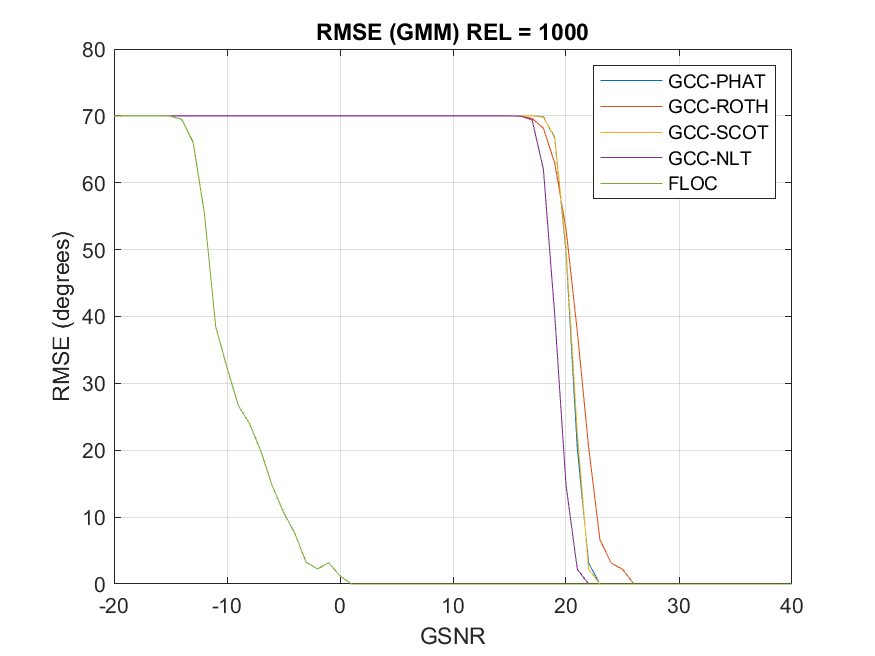 RMSE (GMM) REL = 1000
80
70
60
50
40
30
20
10
0
RMSE (degrees)
GCC-PHAT
GCC-ROTH
GCC-SCOT
GCC-NLT
FLOC
-20 -10 0 10 20 30 40
GSNR